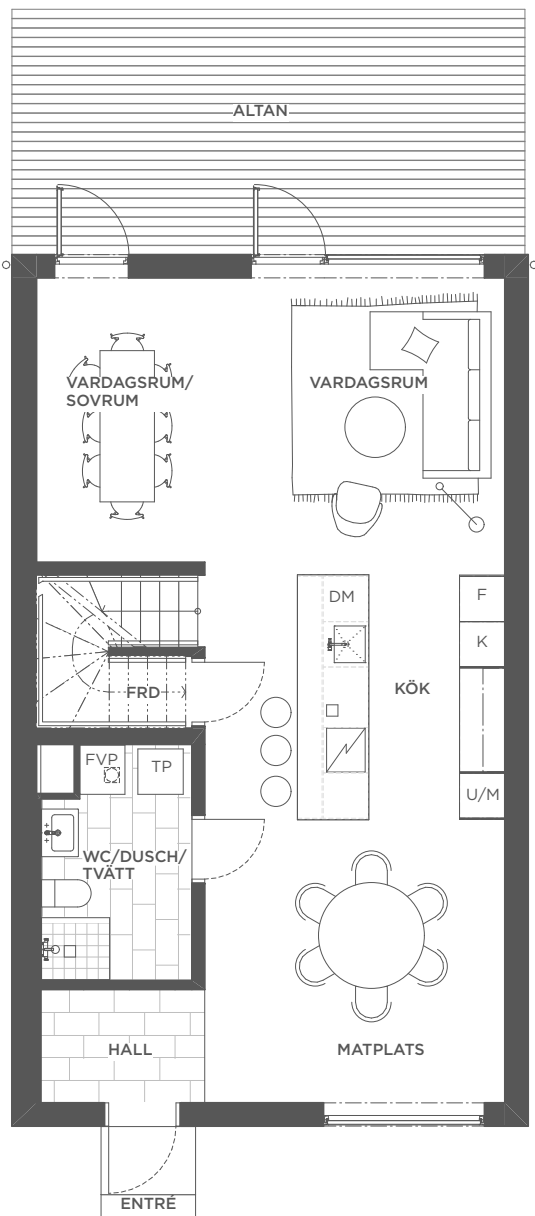 ALTAN
VARDAGSRUM/
SOVRUM
VARDAGSRUM
DM
F
K
KÖK
FRD
FVP
TP
U/M
WC/DUSCH/
TVÄTT
HALL
MATPLATS
ENTRÉ